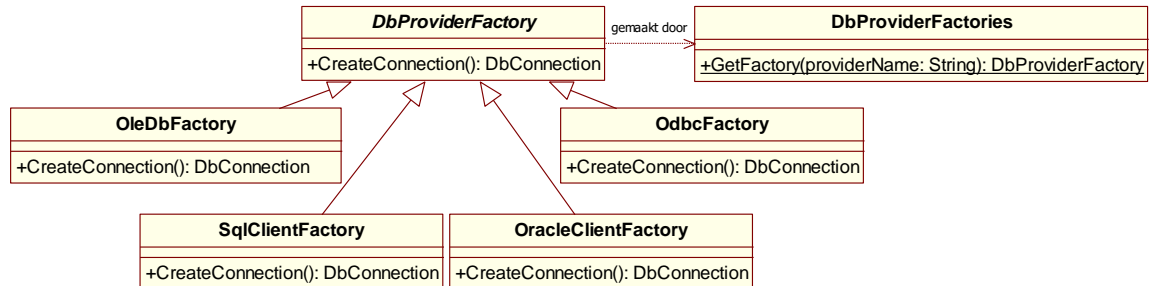 DbProviderFactory
+CreateConnection(): DbConnection
gemaakt door
DbProviderFactories
+GetFactory(providerName: String): DbProviderFactory
OleDbFactory
+CreateConnection(): DbConnection
OdbcFactory
+CreateConnection(): DbConnection
SqlClientFactory
+CreateConnection(): DbConnection
OracleClientFactory
+CreateConnection(): DbConnection